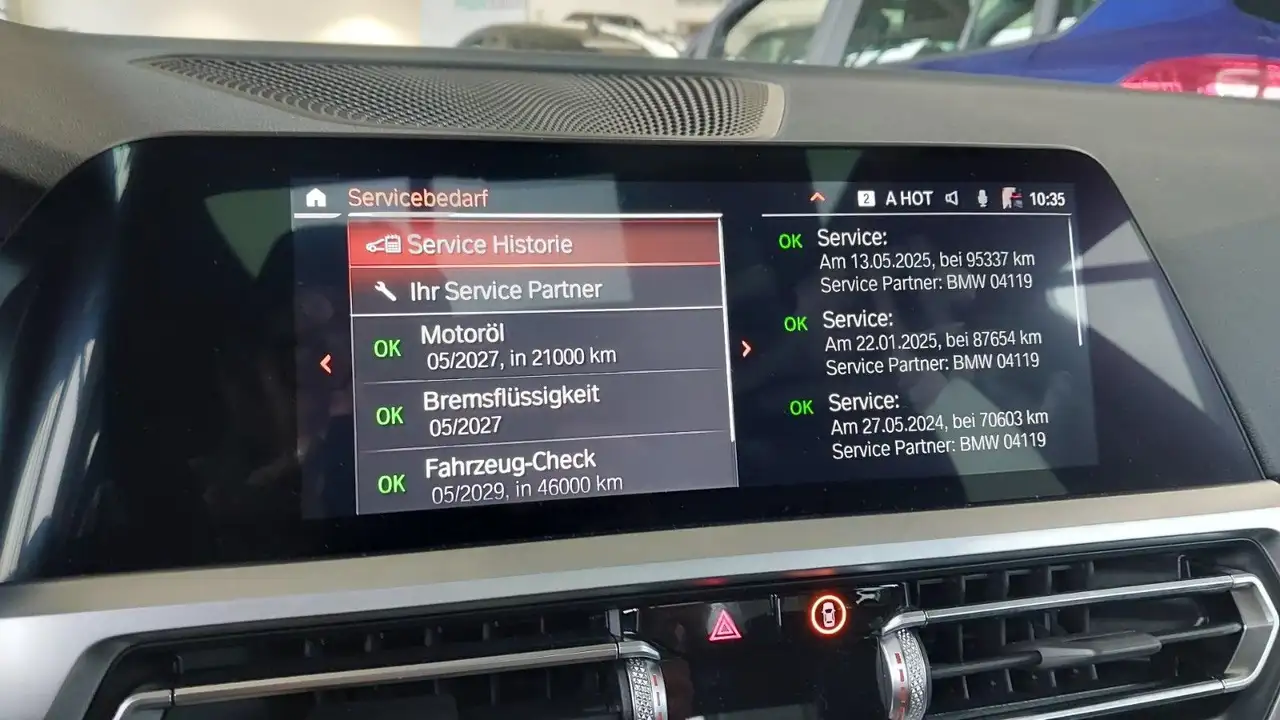 Servicebedarf
2 A HOT 10:35
Service Historie
Ihr Service Partner
OK Motoröl
05/2027, in 21000 km
OK Bremsflüssigkeit
05/2027
OK Fahrzeug-Check
05/2029, in 46000 km
OK Service:
Am 13.05.2025, bei 95337 km
Service Partner: BMW 04119
OK Service:
Am 22.01.2025, bei 87654 km
Service Partner: BMW 04119
OK Service:
Am 27.05.2024, bei 70603 km
Service Partner: BMW 04119